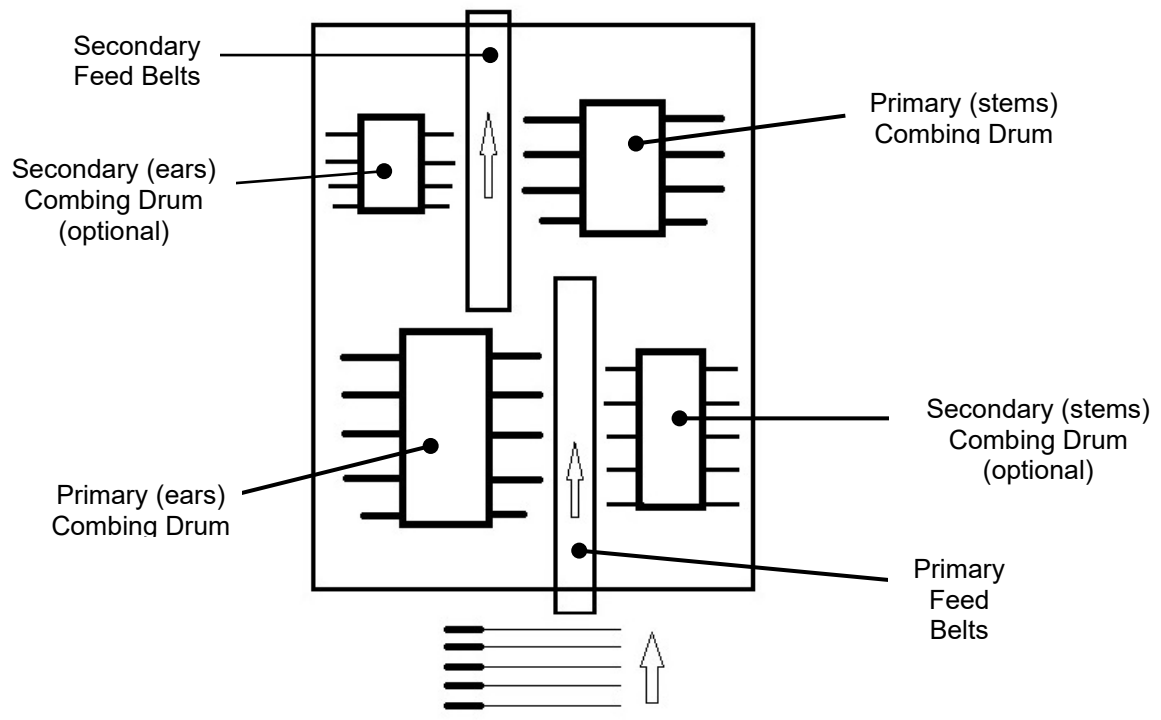 Secondary
Feed Belts
Primary (stems)
Combing Drum
Secondary (ears)
Combing Drum
(optional)
Secondary (stems)
Combing Drum
(optional)
Primary (ears)
Combing Drum
Primary
Feed
Belts